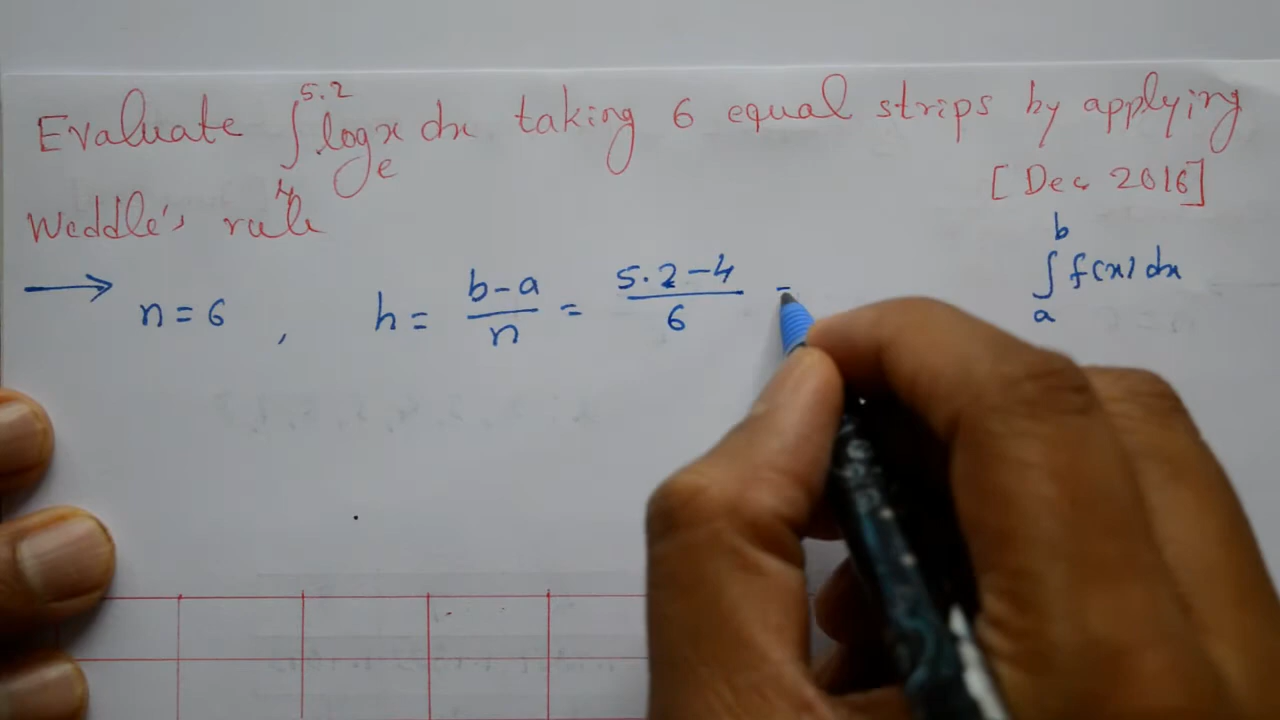 Evaluate ∫₄^5.2 logₑx dx taking 6 equal strips by applying
Weddle's rule [Dec 2016]
→ n = 6 , h = (b-a)/n = (5.2-4)/6 =
∫ₐ^b f(x) dx